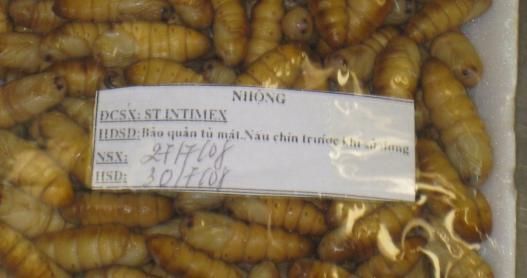 NHỘNG
ĐCSX: ST INTIMEX
HDSD: Bảo quản tủ mát.Nấu chín trước khi sử dụng
NSX: 27/7/08
HSD: 30/7/08